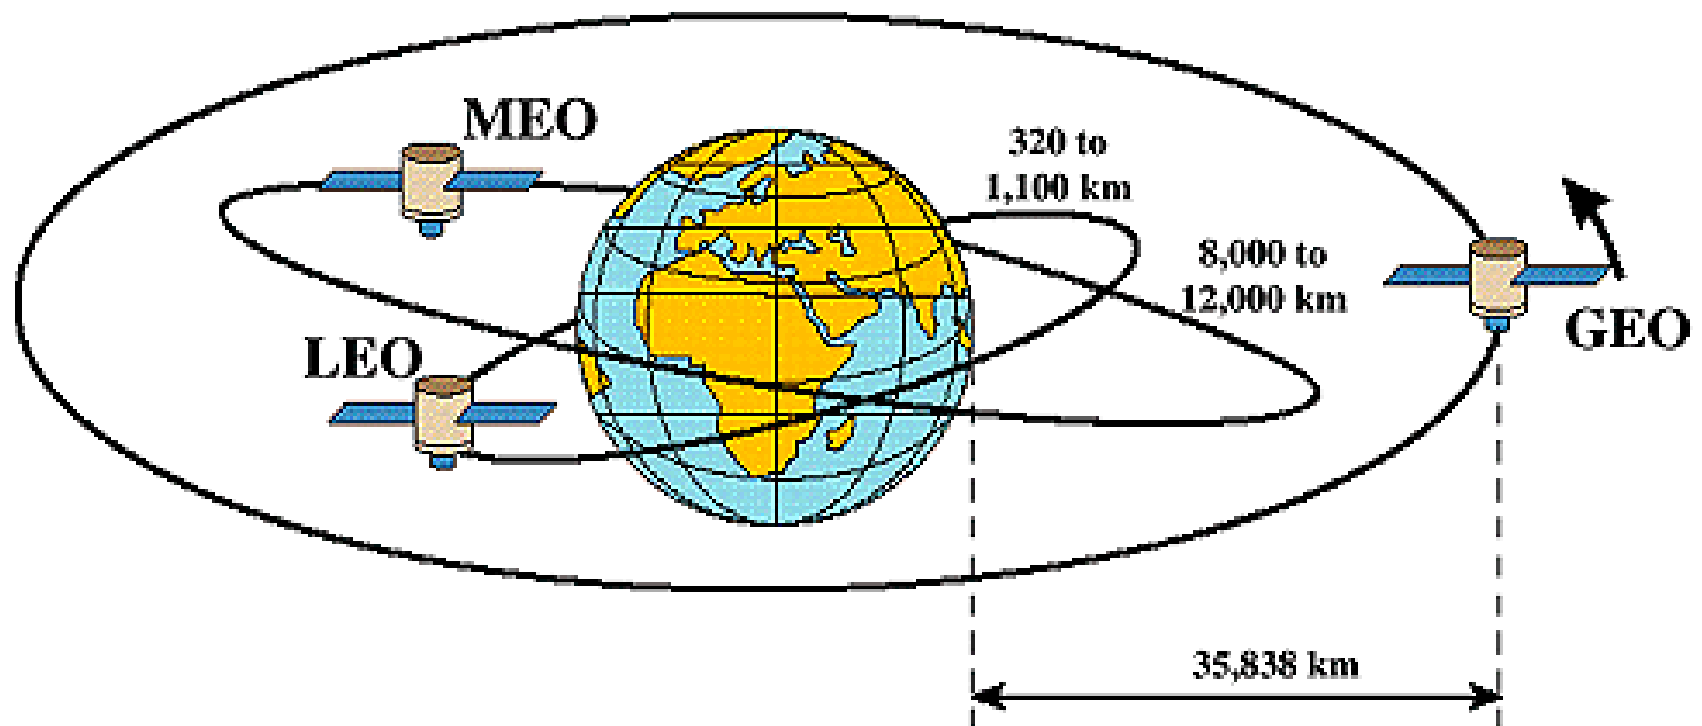 MEO
320 to
1,100 km
8,000 to
12,000 km
GEO
LEO
35,838 km